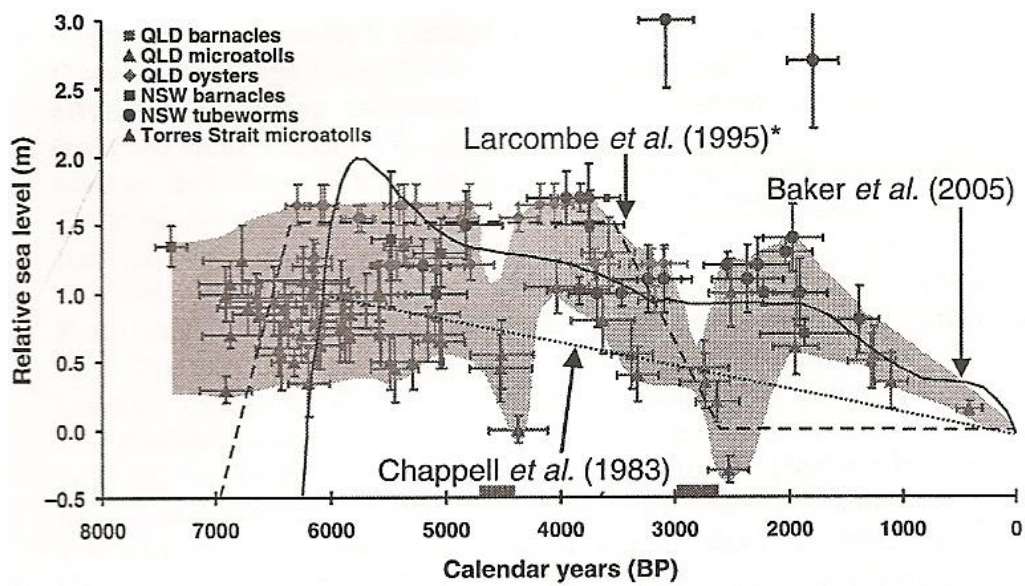 3.0
2.5
2.0
1.5
1.0
0.5
0.0
–0.5
Relative sea level (m)
QLD barnacles
QLD microatolls
QLD oysters
NSW barnacles
NSW tubeworms
Torres Strait microatolls
Larcombe et al. (1995)*
Baker et al. (2005)
Chappell et al. (1983)
8000 7000 6000 5000 4000 3000 2000 1000 0
Calendar years (BP)